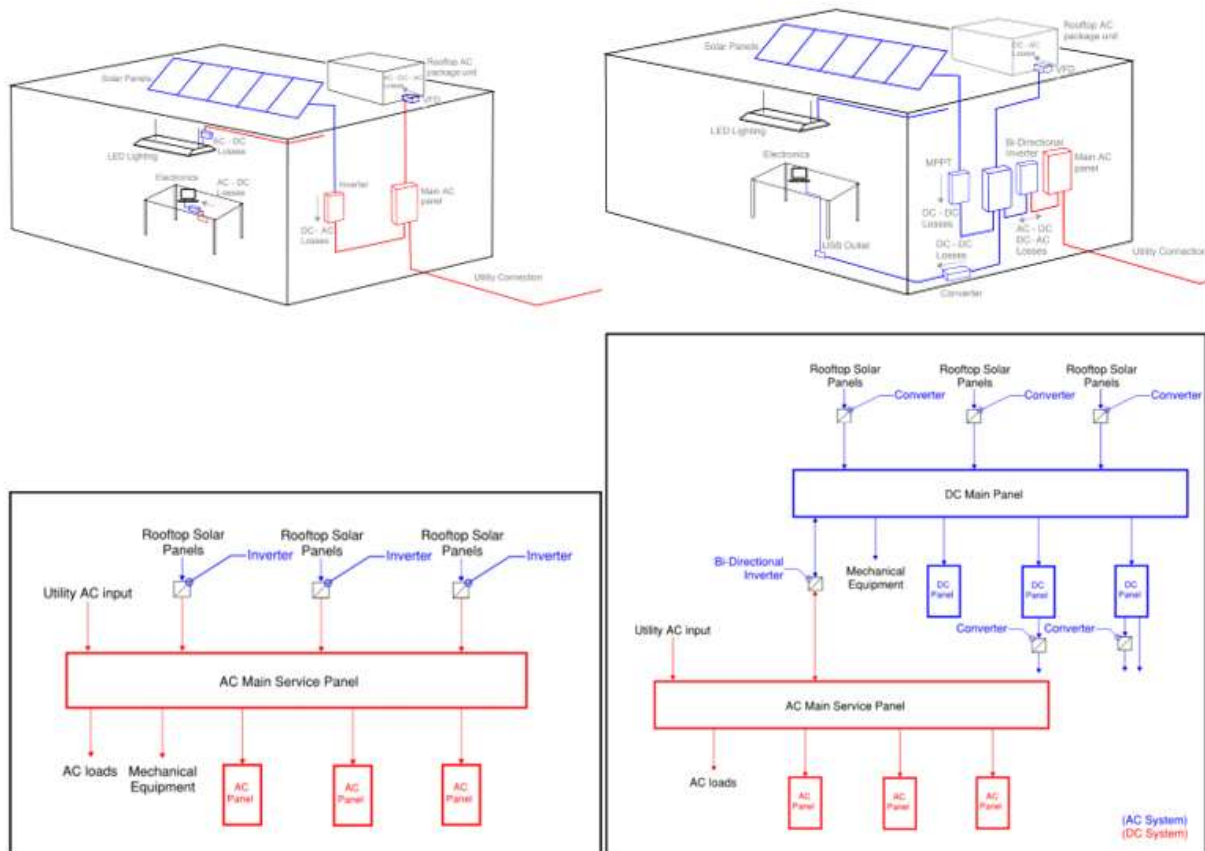 Rooftop AC
package unit
AC - DC - AC
Losses
VFD
Solar Panels
AC - DC
Losses
LED Lighting
Electronics
AC - DC
Losses
Inverter
Main AC
panel
DC - AC
Losses
Utility Connection
Rooftop AC
package unit
DC - AC
Losses
VFD
Solar Panels
LED Lighting
Electronics
MPPT
Bi-Directional
Inverter
Main AC
panel
DC - DC
Losses
USB Outlet
DC - DC
Losses
AC - DC
DC - AC
Losses
Converter
Utility Connection
Rooftop Solar
Panels
Inverter
Rooftop Solar
Panels
Inverter
Rooftop Solar
Panels
Inverter
Utility AC input
AC Main Service Panel
AC loads
Mechanical
Equipment
AC
Panel
AC
Panel
AC
Panel
Rooftop Solar
Panels
Converter
Rooftop Solar
Panels
Converter
Rooftop Solar
Panels
Converter
DC Main Panel
Bi-Directional
Inverter
Mechanical
Equipment
DC
Panel
DC
Panel
DC
Panel
Converter
Converter
Utility AC input
AC Main Service Panel
AC loads
AC
Panel
AC
Panel
AC
Panel
(AC System)
(DC System)